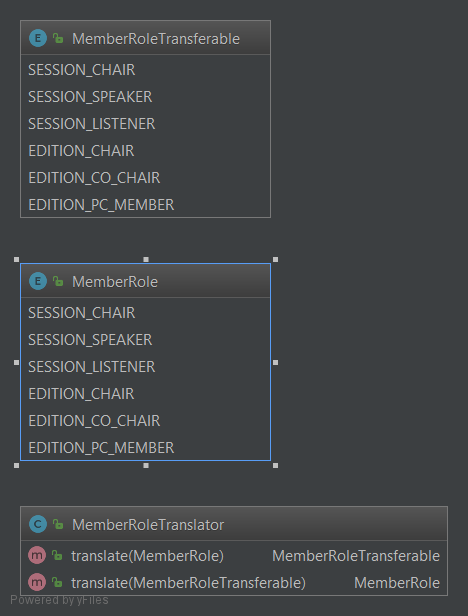 E MemberRoleTransferable
SESSION_CHAIR
SESSION_SPEAKER
SESSION_LISTENER
EDITION_CHAIR
EDITION_CO_CHAIR
EDITION_PC_MEMBER
E MemberRole
SESSION_CHAIR
SESSION_SPEAKER
SESSION_LISTENER
EDITION_CHAIR
EDITION_CO_CHAIR
EDITION_PC_MEMBER
C MemberRoleTranslator
m translate(MemberRole) MemberRoleTransferable
m translate(MemberRoleTransferable) MemberRole
Powered by yFiles